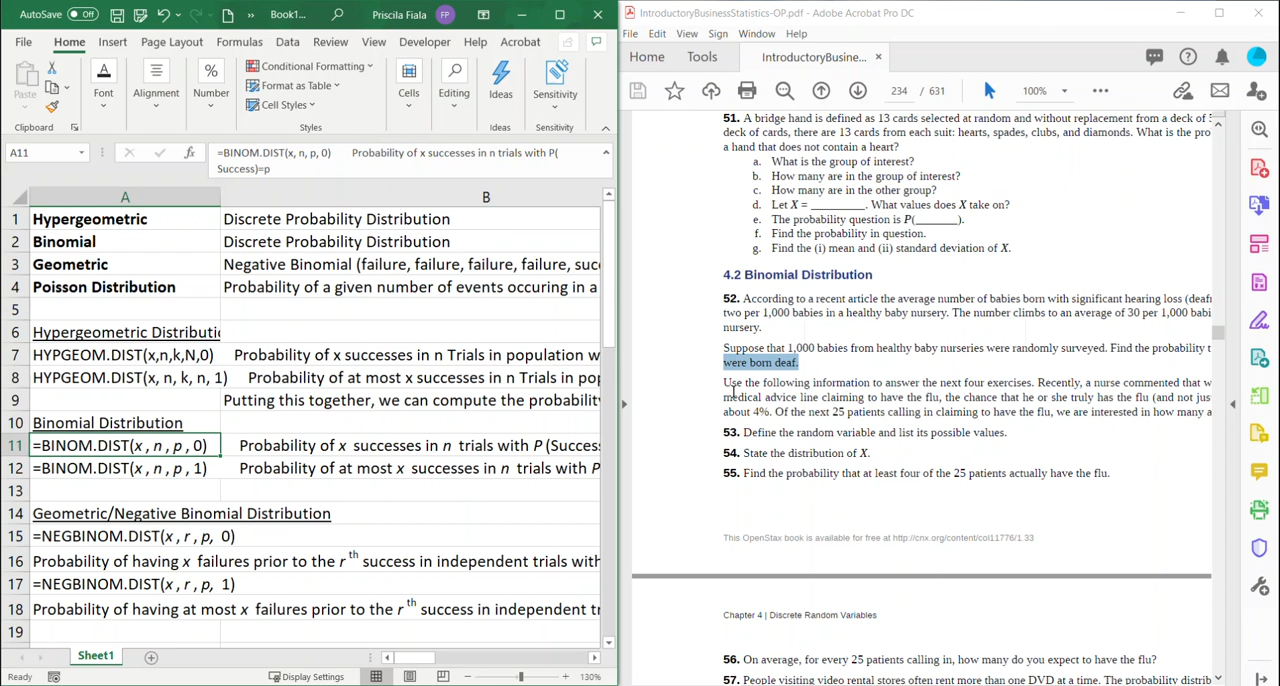 AutoSave Off Book1... Priscila Fiala FP
File Home Insert Page Layout Formulas Data Review View Developer Help Acrobat
Paste Font Alignment Number Conditional Formatting Format as Table Cell Styles Cells Editing Ideas Sensitivity
Clipboard Styles Ideas Sensitivity
A11 fx =BINOM.DIST(x, n, p, 0) Probability of x successes in n trials with P(
Success)=p
A B
1 Hypergeometric Discrete Probability Distribution
2 Binomial Discrete Probability Distribution
3 Geometric Negative Binomial (failure, failure, failure, failure, suc
4 Poisson Distribution Probability of a given number of events occuring in a
5
6 Hypergeometric Distributi
7 HYPGEOM.DIST(x,n,k,N,0) Probability of x successes in n Trials in population w
8 HYPGEOM.DIST(x, n, k, n, 1) Probability of at most x successes in n Trials in po
9 Putting this together, we can compute the probability
10 Binomial Distribution
11 =BINOM.DIST(x , n , p , 0) Probability of x successes in n trials with P (Succes
12 =BINOM.DIST(x , n , p , 1) Probability of at most x successes in n trials with P
13
14 Geometric/Negative Binomial Distribution
15 =NEGBINOM.DIST(x , r , p, 0)
16 Probability of having x failures prior to the r th success in independent trials with
17 =NEGBINOM.DIST(x , r , p, 1)
18 Probability of having at most x failures prior to the r th success in independent tr
19
Sheet1
Ready Display Settings 130%
IntroductoryBusinessStatistics-OP.pdf - Adobe Acrobat Pro DC
File Edit View Sign Window Help
Home Tools IntroductoryBusine... ×
234 / 631 100%
51. A bridge hand is defined as 13 cards selected at random and without replacement from a deck of
deck of cards, there are 13 cards from each suit: hearts, spades, clubs, and diamonds. What is the pro
a hand that does not contain a heart?
a. What is the group of interest?
b. How many are in the group of interest?
c. How many are in the other group?
d. Let X = ________. What values does X take on?
e. The probability question is P(______).
f. Find the probability in question.
g. Find the (i) mean and (ii) standard deviation of X.
4.2 Binomial Distribution
52. According to a recent article the average number of babies born with significant hearing loss (deaf
two per 1,000 babies in a healthy baby nursery. The number climbs to an average of 30 per 1,000 babi
nursery.
Suppose that 1,000 babies from healthy baby nurseries were randomly surveyed. Find the probability t
were born deaf.
Use the following information to answer the next four exercises. Recently, a nurse commented that w
medical advice line claiming to have the flu, the chance that he or she truly has the flu (and not jus
about 4%. Of the next 25 patients calling in claiming to have the flu, we are interested in how many a
53. Define the random variable and list its possible values.
54. State the distribution of X.
55. Find the probability that at least four of the 25 patients actually have the flu.
This OpenStax book is available for free at http://cnx.org/content/col11776/1.33
Chapter 4 | Discrete Random Variables
56. On average, for every 25 patients calling in, how many do you expect to have the flu?
57. People visiting video rental stores often rent more than one DVD at a time. The probability distrib